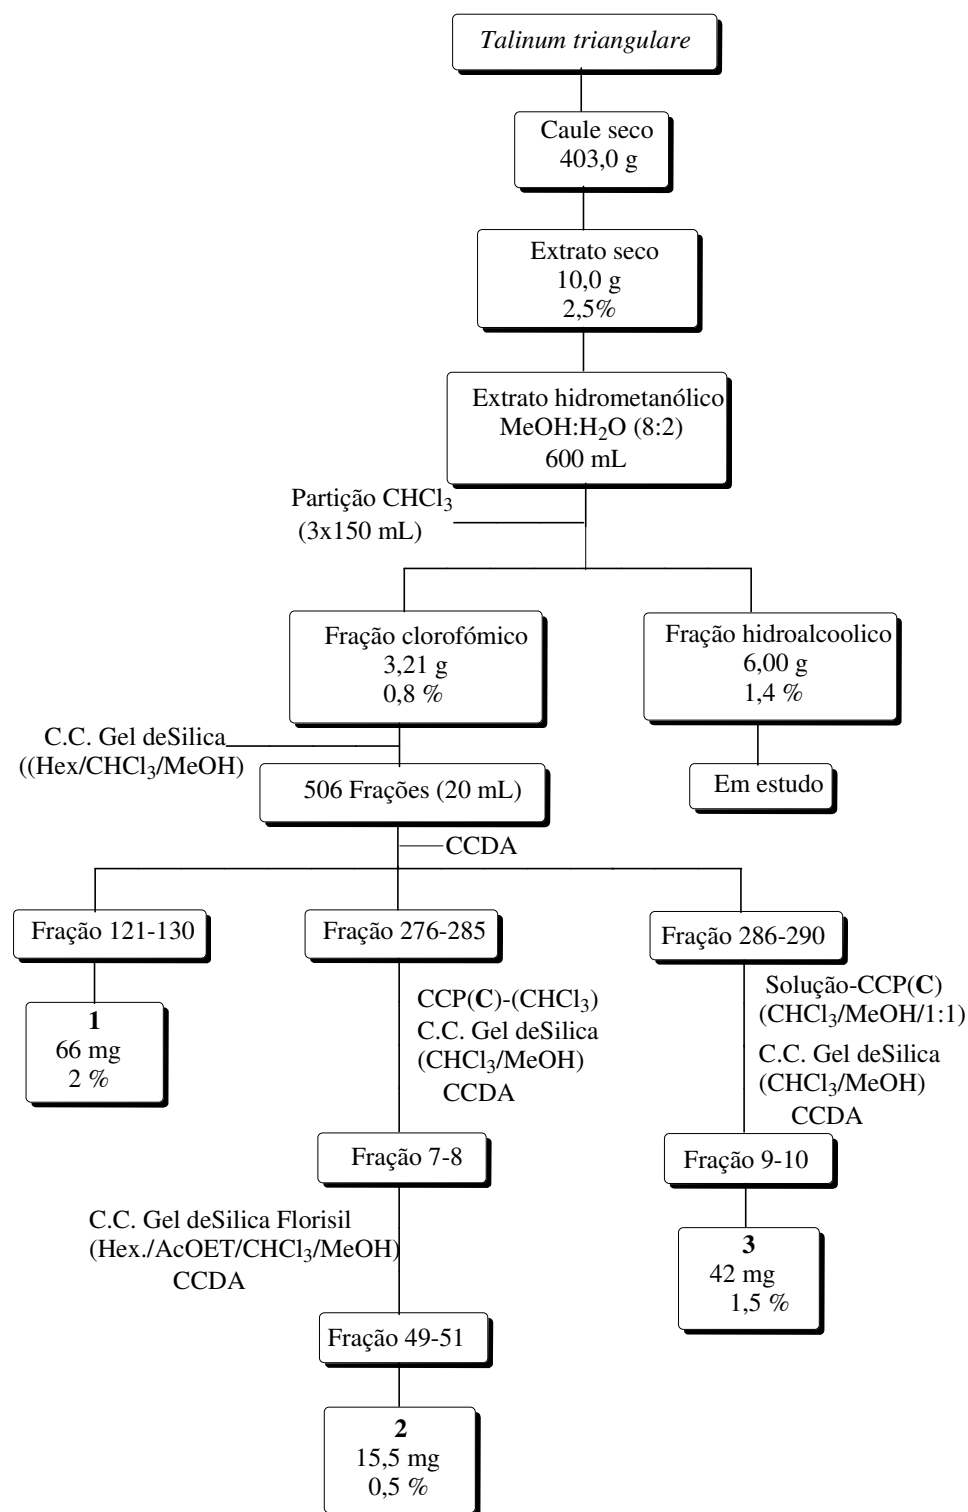 Talinum triangulare
Caule seco
403,0 g
Extrato seco
10,0 g
2,5%
Extrato hidrometanólico
MeOH:H₂O (8:2)
600 mL
Partição CHCl₃
(3x150 mL)
Fração clorofómico
3,21 g
0,8 %
Fração hidroalcoolico
6,00 g
1,4 %
C.C. Gel deSilica
((Hex/CHCl₃/MeOH)
506 Frações (20 mL)
Em estudo
CCDA
Fração 121-130
Fração 276-285
Fração 286-290
1
66 mg
2 %
CCP(C)-(CHCl₃)
C.C. Gel deSilica
(CHCl₃/MeOH)
CCDA
Solução-CCP(C)
(CHCl₃/MeOH/1:1)
C.C. Gel deSilica
(CHCl₃/MeOH)
CCDA
Fração 7-8
Fração 9-10
C.C. Gel deSilica Florisil
(Hex./AcOET/CHCl₃/MeOH)
CCDA
3
42 mg
1,5 %
Fração 49-51
2
15,5 mg
0,5 %